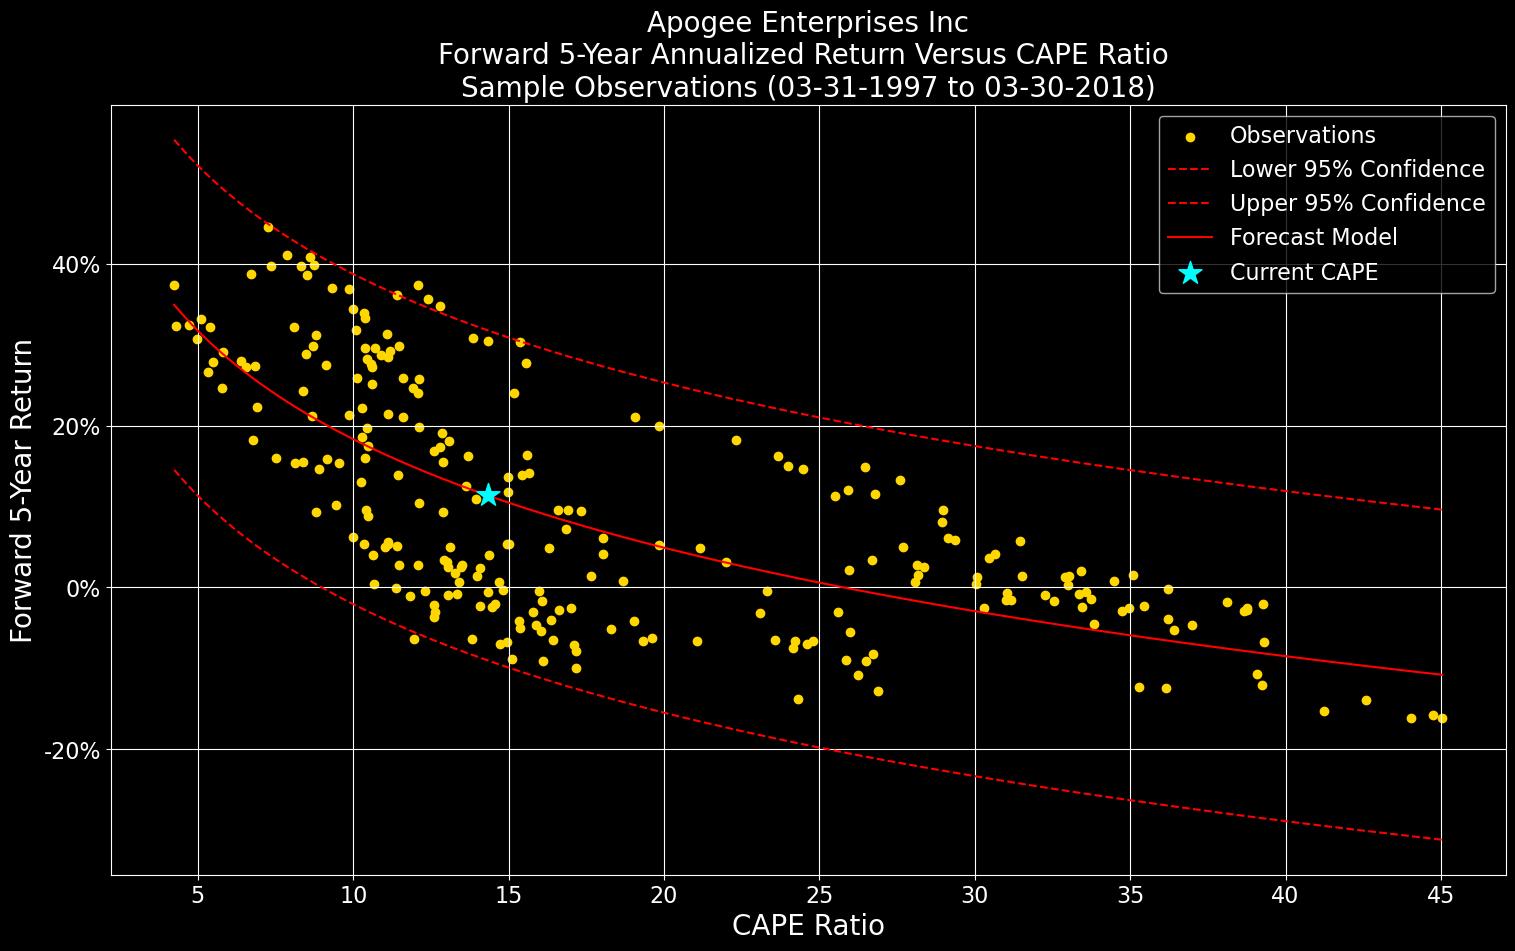 Apogee Enterprises Inc
Forward 5-Year Annualized Return Versus CAPE Ratio
Sample Observations (03-31-1997 to 03-30-2018)
Observations
Lower 95% Confidence
Upper 95% Confidence
Forecast Model
Current CAPE
Forward 5-Year Return
40%
20%
0%
-20%
5 10 15 20 25 30 35 40 45
CAPE Ratio